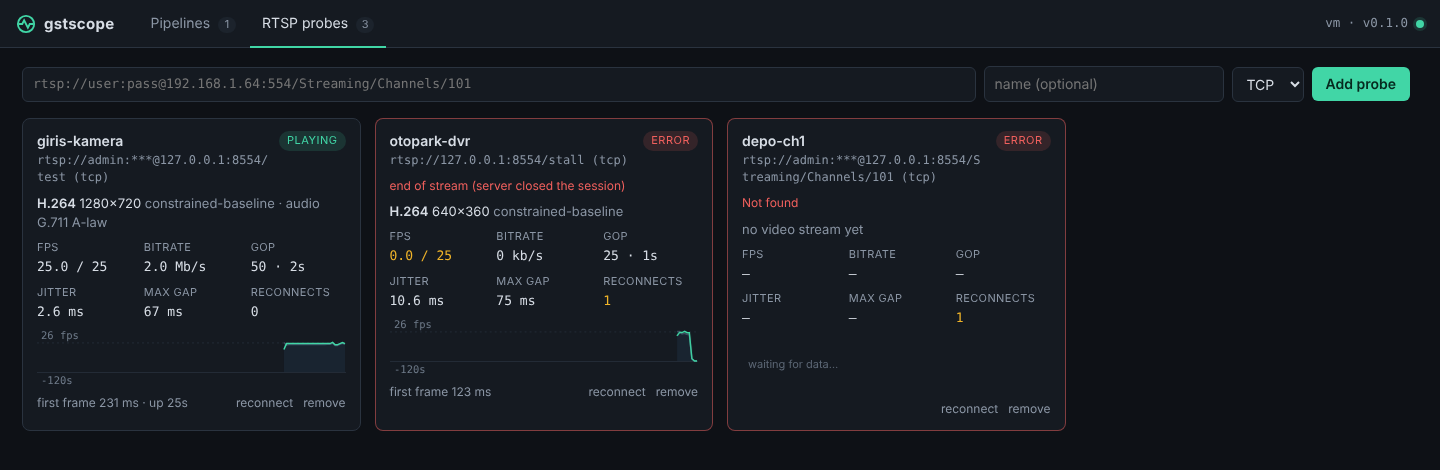 gstscope Pipelines 1 RTSP probes 3 vm · v0.1.0
rtsp://user:pass@192.168.1.64:554/Streaming/Channels/101 name (optional) TCP Add probe
giris-kamera PLAYING
rtsp://admin:***@127.0.0.1:8554/
test (tcp)
H.264 1280×720 constrained-baseline · audio
G.711 A-law
FPS BITRATE GOP
25.0 / 25 2.0 Mb/s 50 · 2s
JITTER MAX GAP RECONNECTS
2.6 ms 67 ms 0
26 fps
-120s
first frame 231 ms · up 25s reconnect remove
otopark-dvr ERROR
rtsp://127.0.0.1:8554/stall (tcp)
end of stream (server closed the session)
H.264 640×360 constrained-baseline
FPS BITRATE GOP
0.0 / 25 0 kb/s 25 · 1s
JITTER MAX GAP RECONNECTS
10.6 ms 75 ms 1
26 fps
-120s
first frame 123 ms reconnect remove
depo-ch1 ERROR
rtsp://admin:***@127.0.0.1:8554/S
treaming/Channels/101 (tcp)
Not found
no video stream yet
FPS BITRATE GOP
— — —
JITTER MAX GAP RECONNECTS
— — 1
waiting for data…
reconnect remove